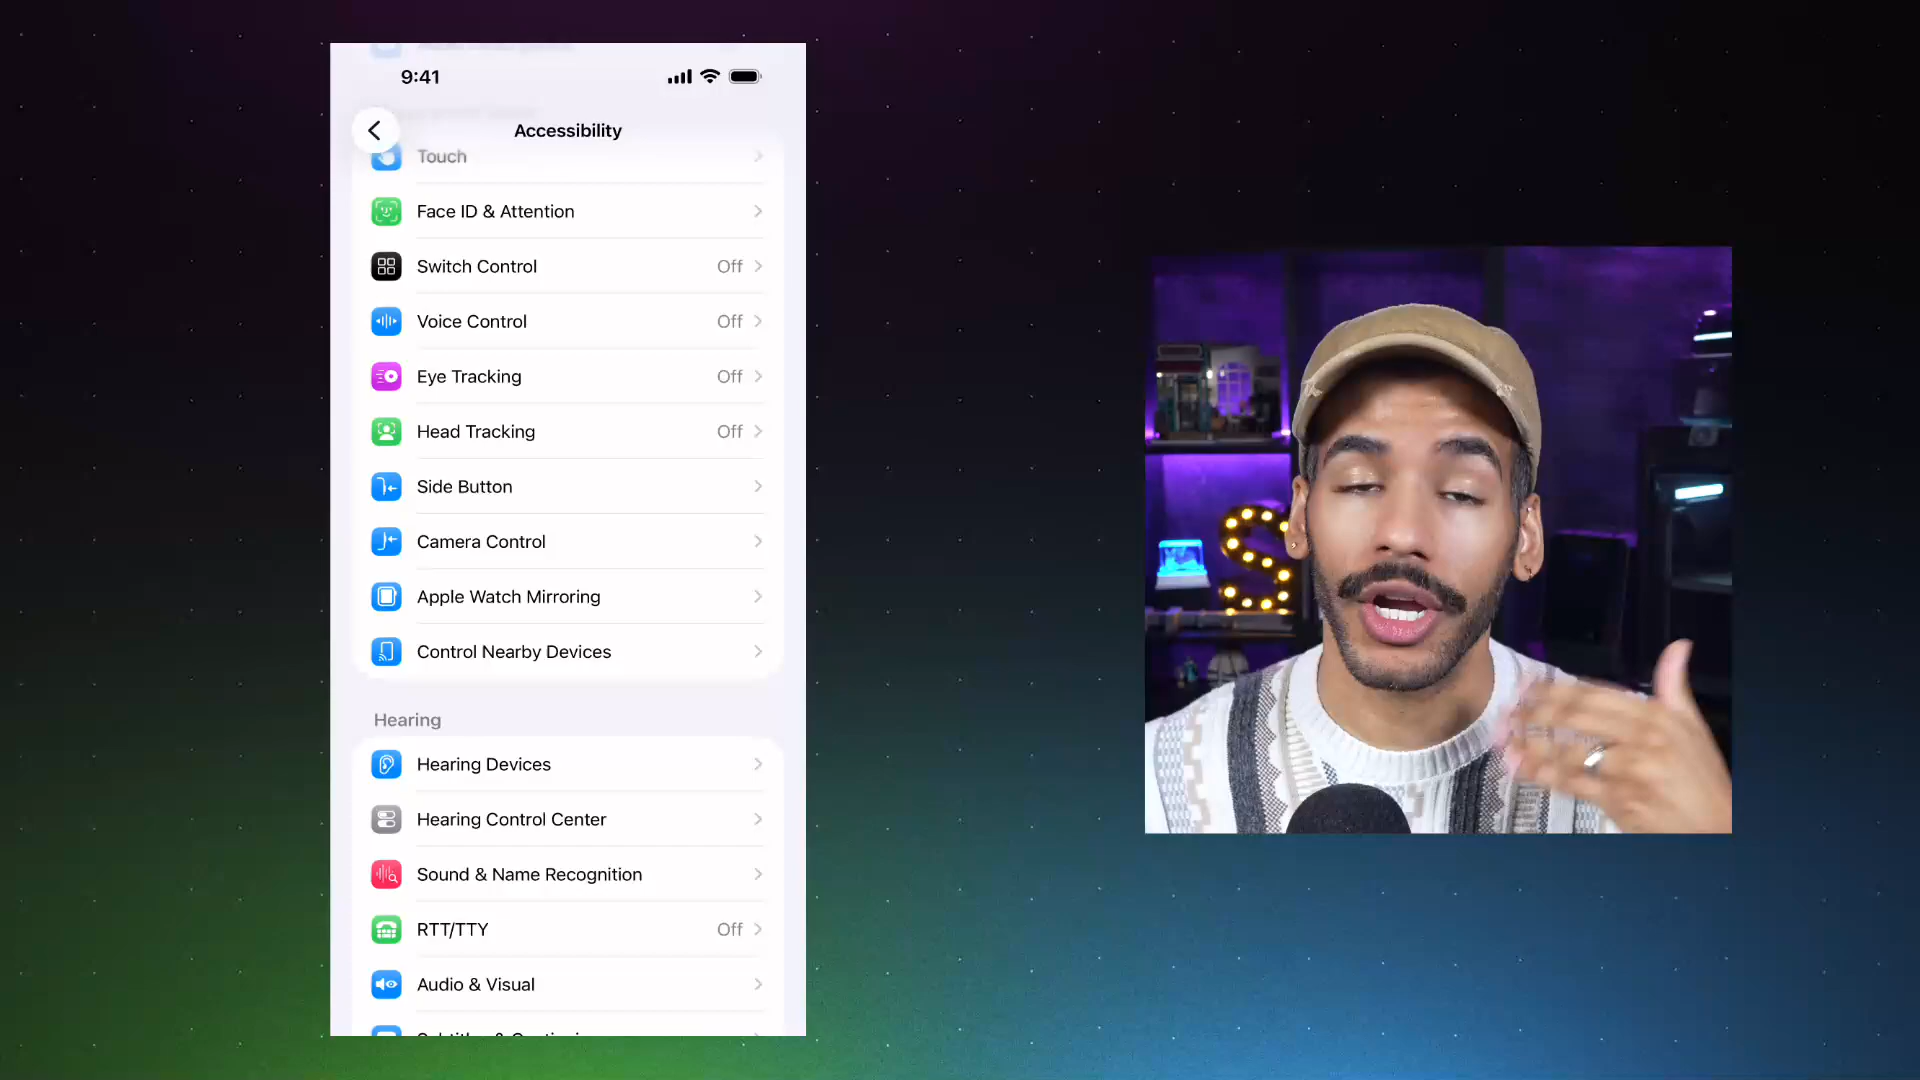 9:41
Accessibility
Touch
Face ID & Attention
Switch Control Off
Voice Control Off
Eye Tracking Off
Head Tracking Off
Side Button
Camera Control
Apple Watch Mirroring
Control Nearby Devices
Hearing
Hearing Devices
Hearing Control Center
Sound & Name Recognition
RTT/TTY Off
Audio & Visual
S